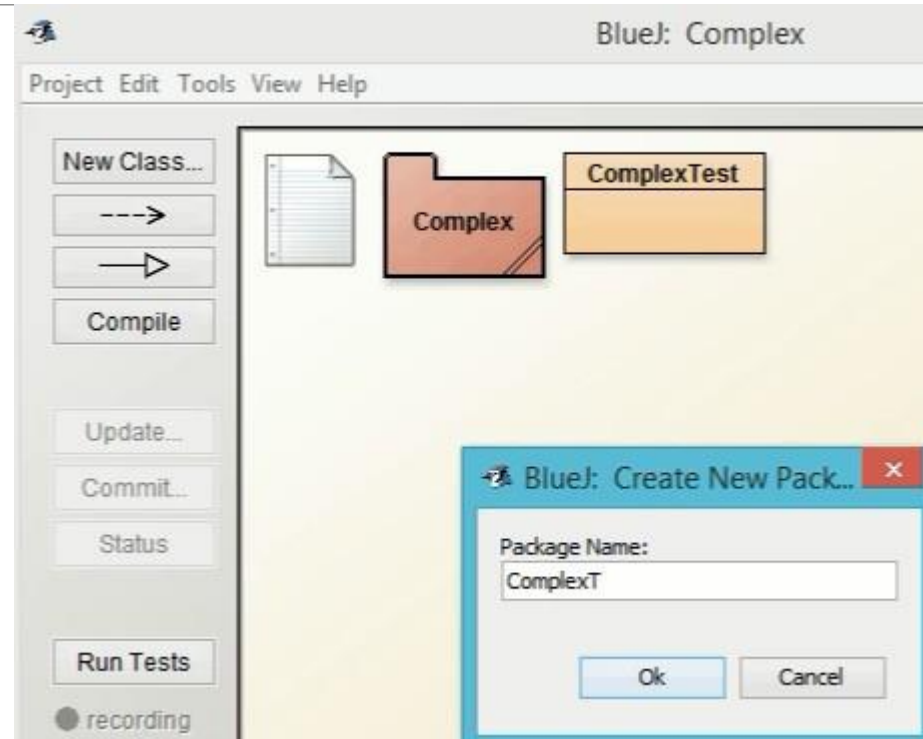 BlueJ: Complex
Project Edit Tools View Help
New Class...
--->
Compile
Update...
Commit...
Status
Run Tests
recording
Complex
ComplexTest
BlueJ: Create New Pack...
Package Name:
ComplexT
Ok Cancel